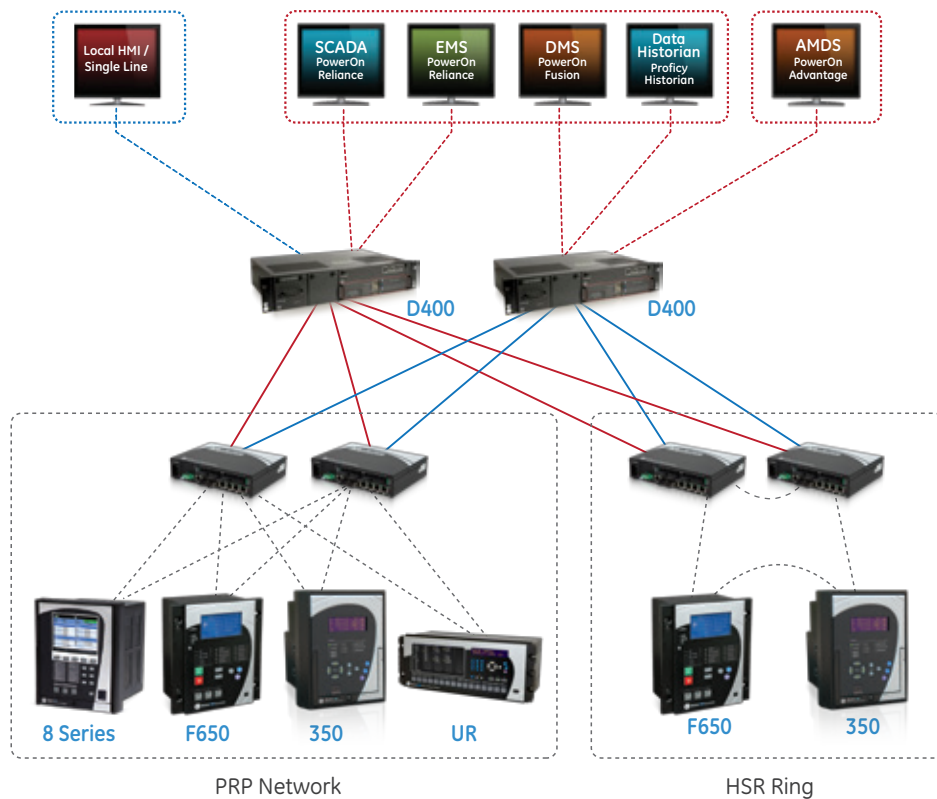 Local HMI /
Single Line
SCADA
PowerOn
Reliance
EMS
PowerOn
Reliance
DMS
PowerOn
Fusion
Data
Historian
Proficy
Historian
AMDS
PowerOn
Advantage
D400
D400
8 Series
F650
350
UR
F650
350
PRP Network
HSR Ring